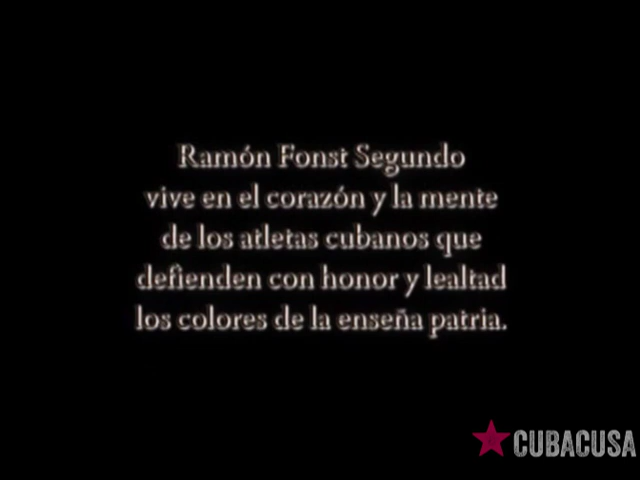 Ramón Fonst Segundo
vive en el corazón y la mente
de los atletas cubanos que
defienden con honor y lealtad
los colores de la enseña patria.
CUBACUSA